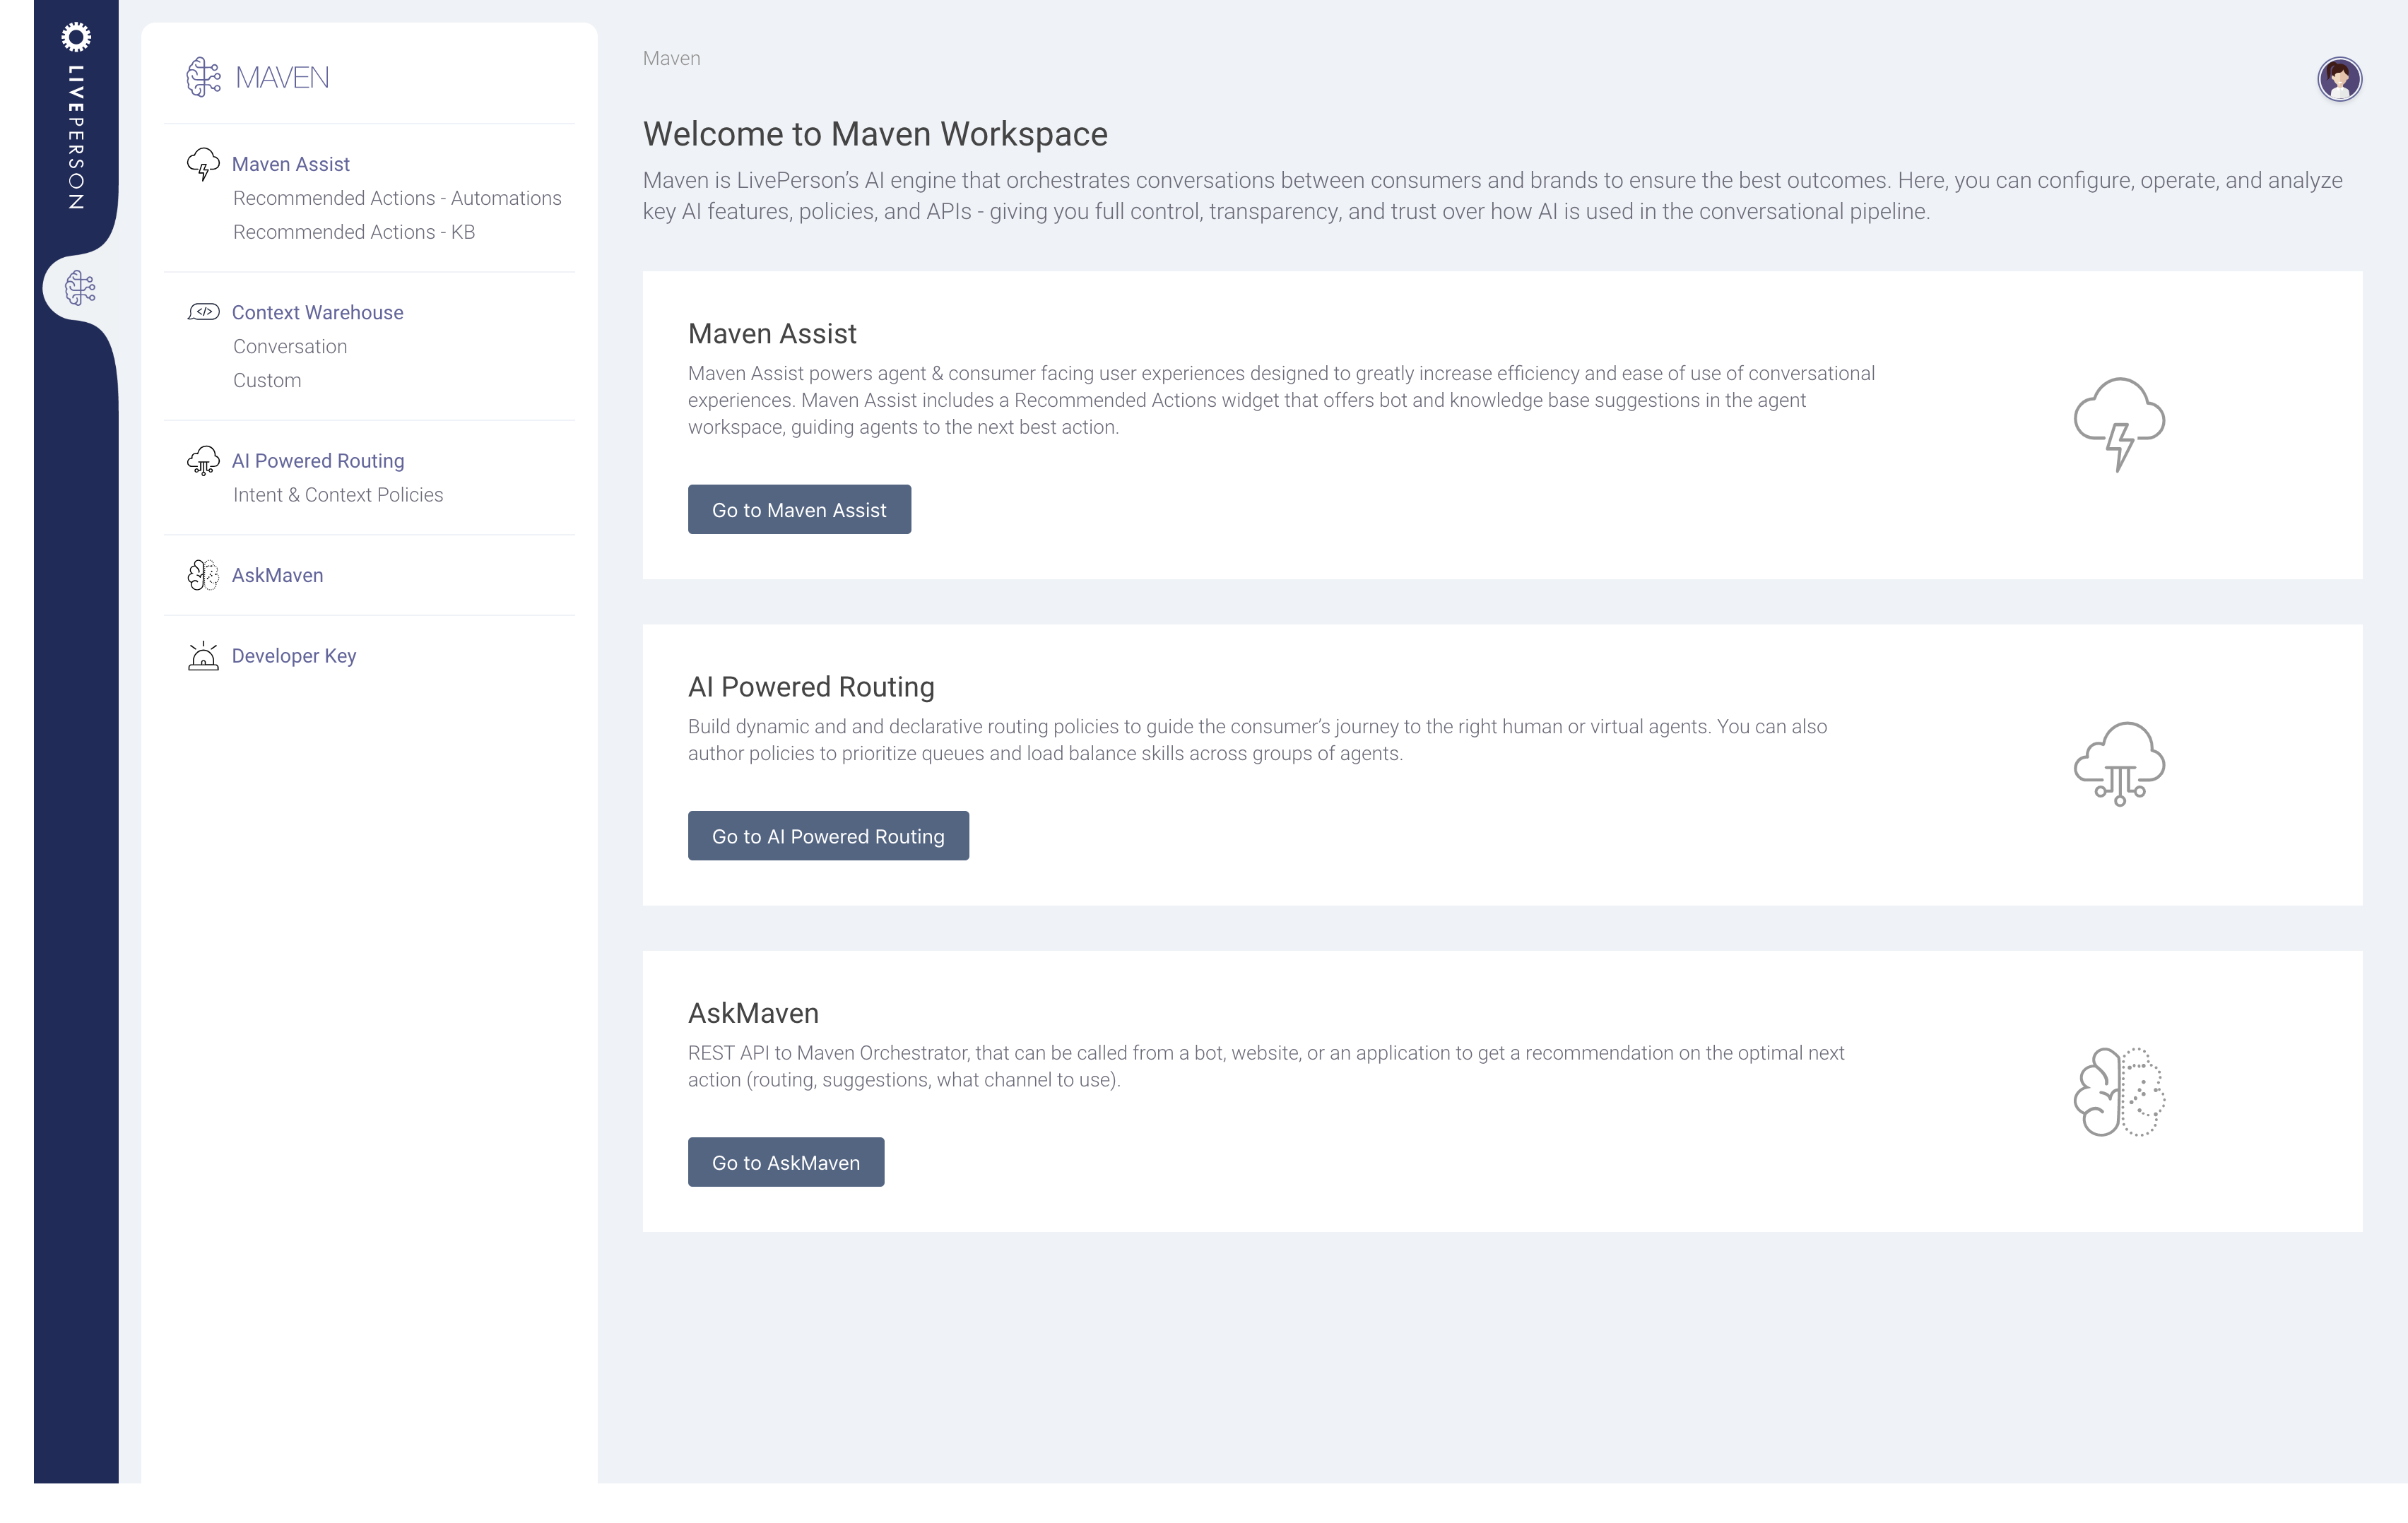 LIVEPERSON
MAVEN
Maven Assist
Recommended Actions - Automations
Recommended Actions - KB
Context Warehouse
Conversation
Custom
AI Powered Routing
Intent & Context Policies
AskMaven
Developer Key
Maven
Welcome to Maven Workspace
Maven is LivePerson’s AI engine that orchestrates conversations between consumers and brands to ensure the best outcomes. Here, you can configure, operate, and analyze
key AI features, policies, and APIs - giving you full control, transparency, and trust over how AI is used in the conversational pipeline.
Maven Assist
Maven Assist powers agent & consumer facing user experiences designed to greatly increase efficiency and ease of use of conversational
experiences. Maven Assist includes a Recommended Actions widget that offers bot and knowledge base suggestions in the agent
workspace, guiding agents to the next best action.
Go to Maven Assist
AI Powered Routing
Build dynamic and and declarative routing policies to guide the consumer’s journey to the right human or virtual agents. You can also
author policies to prioritize queues and load balance skills across groups of agents.
Go to AI Powered Routing
AskMaven
REST API to Maven Orchestrator, that can be called from a bot, website, or an application to get a recommendation on the optimal next
action (routing, suggestions, what channel to use).
Go to AskMaven